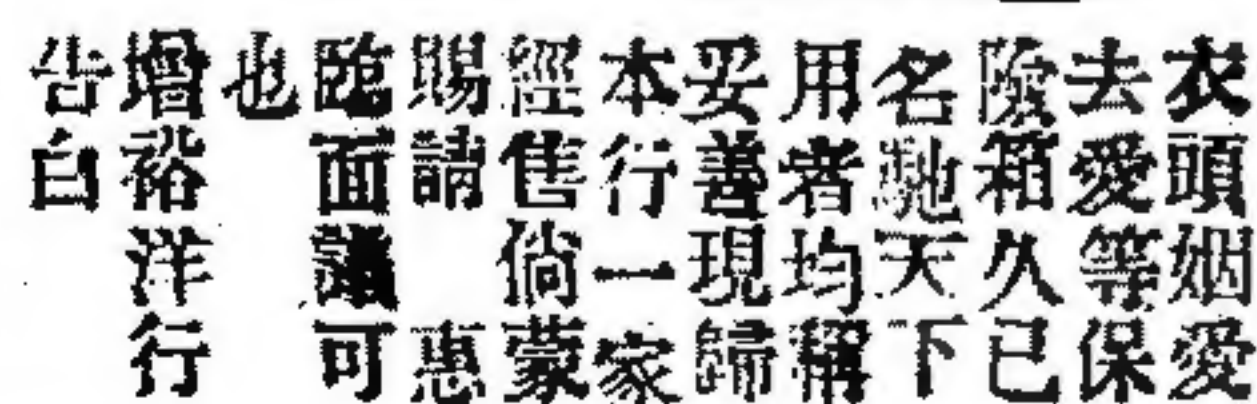 衣頭姻愛
去愛等保
險箱久已
名馳天下
用者均稱
妥善現歸
本行一家
經售倘蒙
賜請 惠
臨面議可
也
增裕洋行
告白